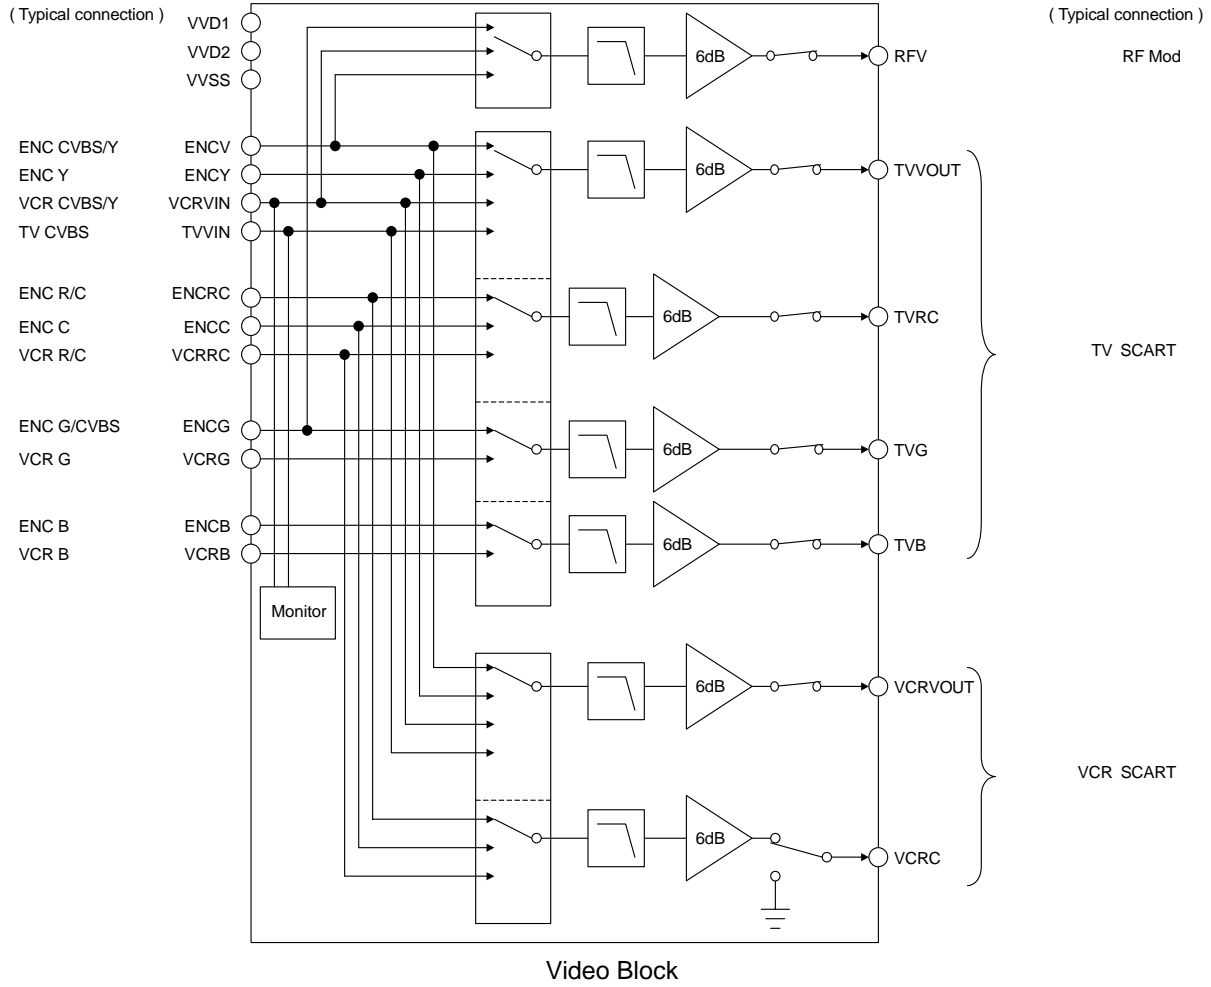 ( Typical connection )
( Typical connection )
VVD1
VVD2
VVSS
6dB
RFV
RF Mod
ENC CVBS/Y
ENCV
ENC Y
ENCY
VCR CVBS/Y
VCRVIN
TV CVBS
TVVIN
6dB
TVVOUT
ENC R/C
ENCRC
ENC C
ENCC
VCR R/C
VCRRC
6dB
TVRC
TV SCART
ENC G/CVBS
ENCG
VCR G
VCRG
6dB
TVG
ENC B
ENCB
VCR B
VCRB
6dB
TVB
Monitor
6dB
VCRVOUT
VCR SCART
6dB
VCRC
Video Block